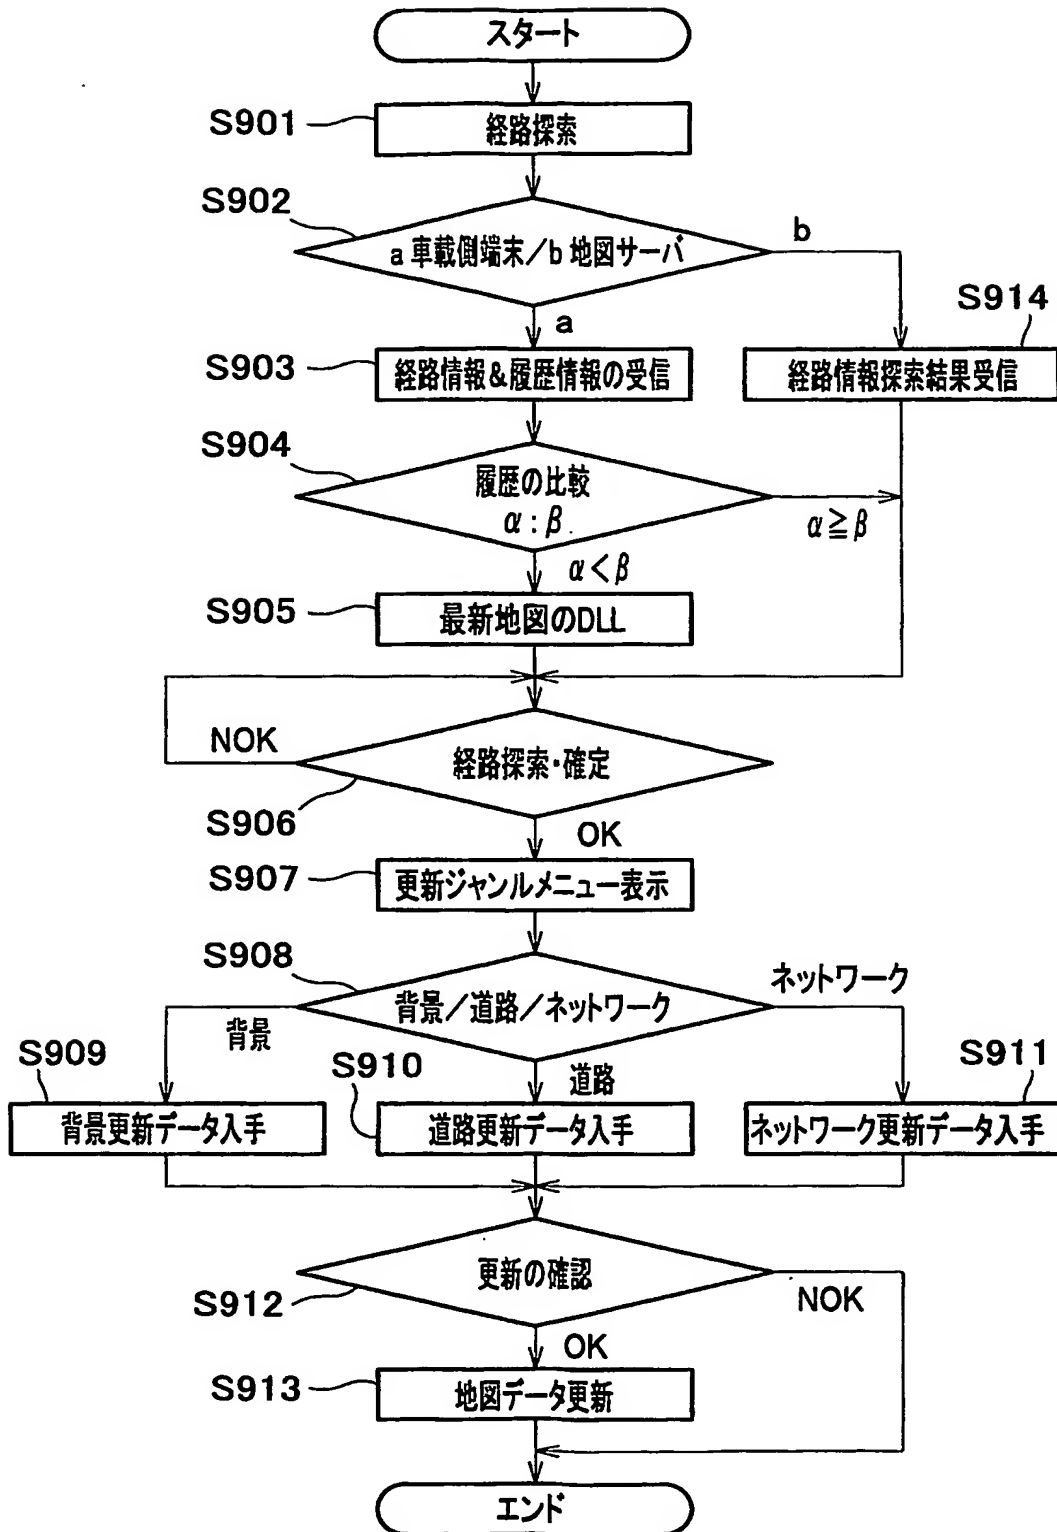 スタート
S901
経路探索
S902
a 車載側端末／b 地図サーバ
b
a
S914
S903
経路情報&履歴情報の受信
経路情報探索結果受信
S904
履歴の比較
α：β
α≧β
α＜β
S905
最新地図のDLL
NOK
経路探索・確定
S906
OK
S907
更新ジャンルメニュー表示
S908
背景／道路／ネットワーク
ネットワーク
背景
道路
S909
S910
S911
背景更新データ入手
道路更新データ入手
ネットワーク更新データ入手
更新の確認
S912
NOK
OK
S913
地図データ更新
エンド